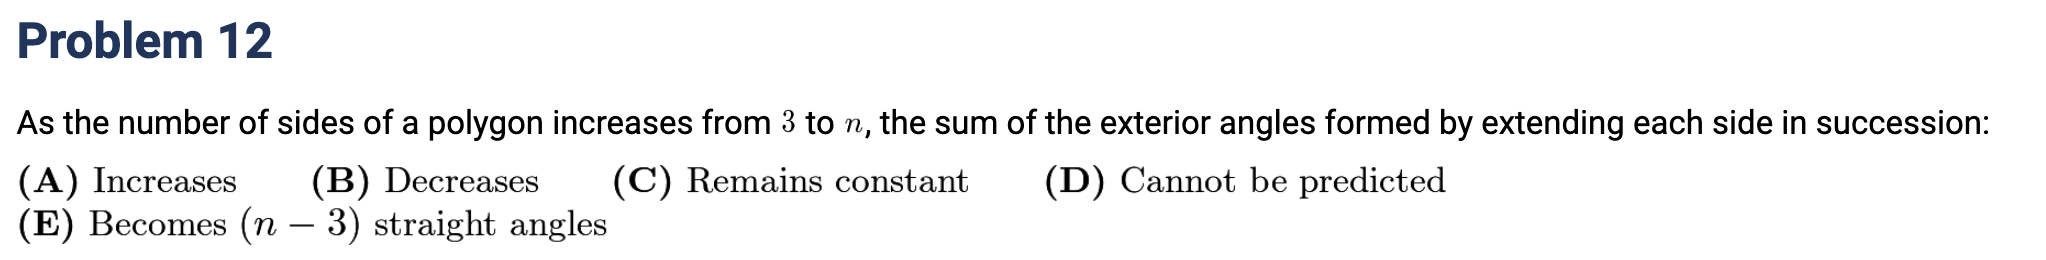 Problem 12
As the number of sides of a polygon increases from 3 to n, the sum of the exterior angles formed by extending each side in succession:
(A) Increases (B) Decreases (C) Remains constant (D) Cannot be predicted
(E) Becomes (n − 3) straight angles